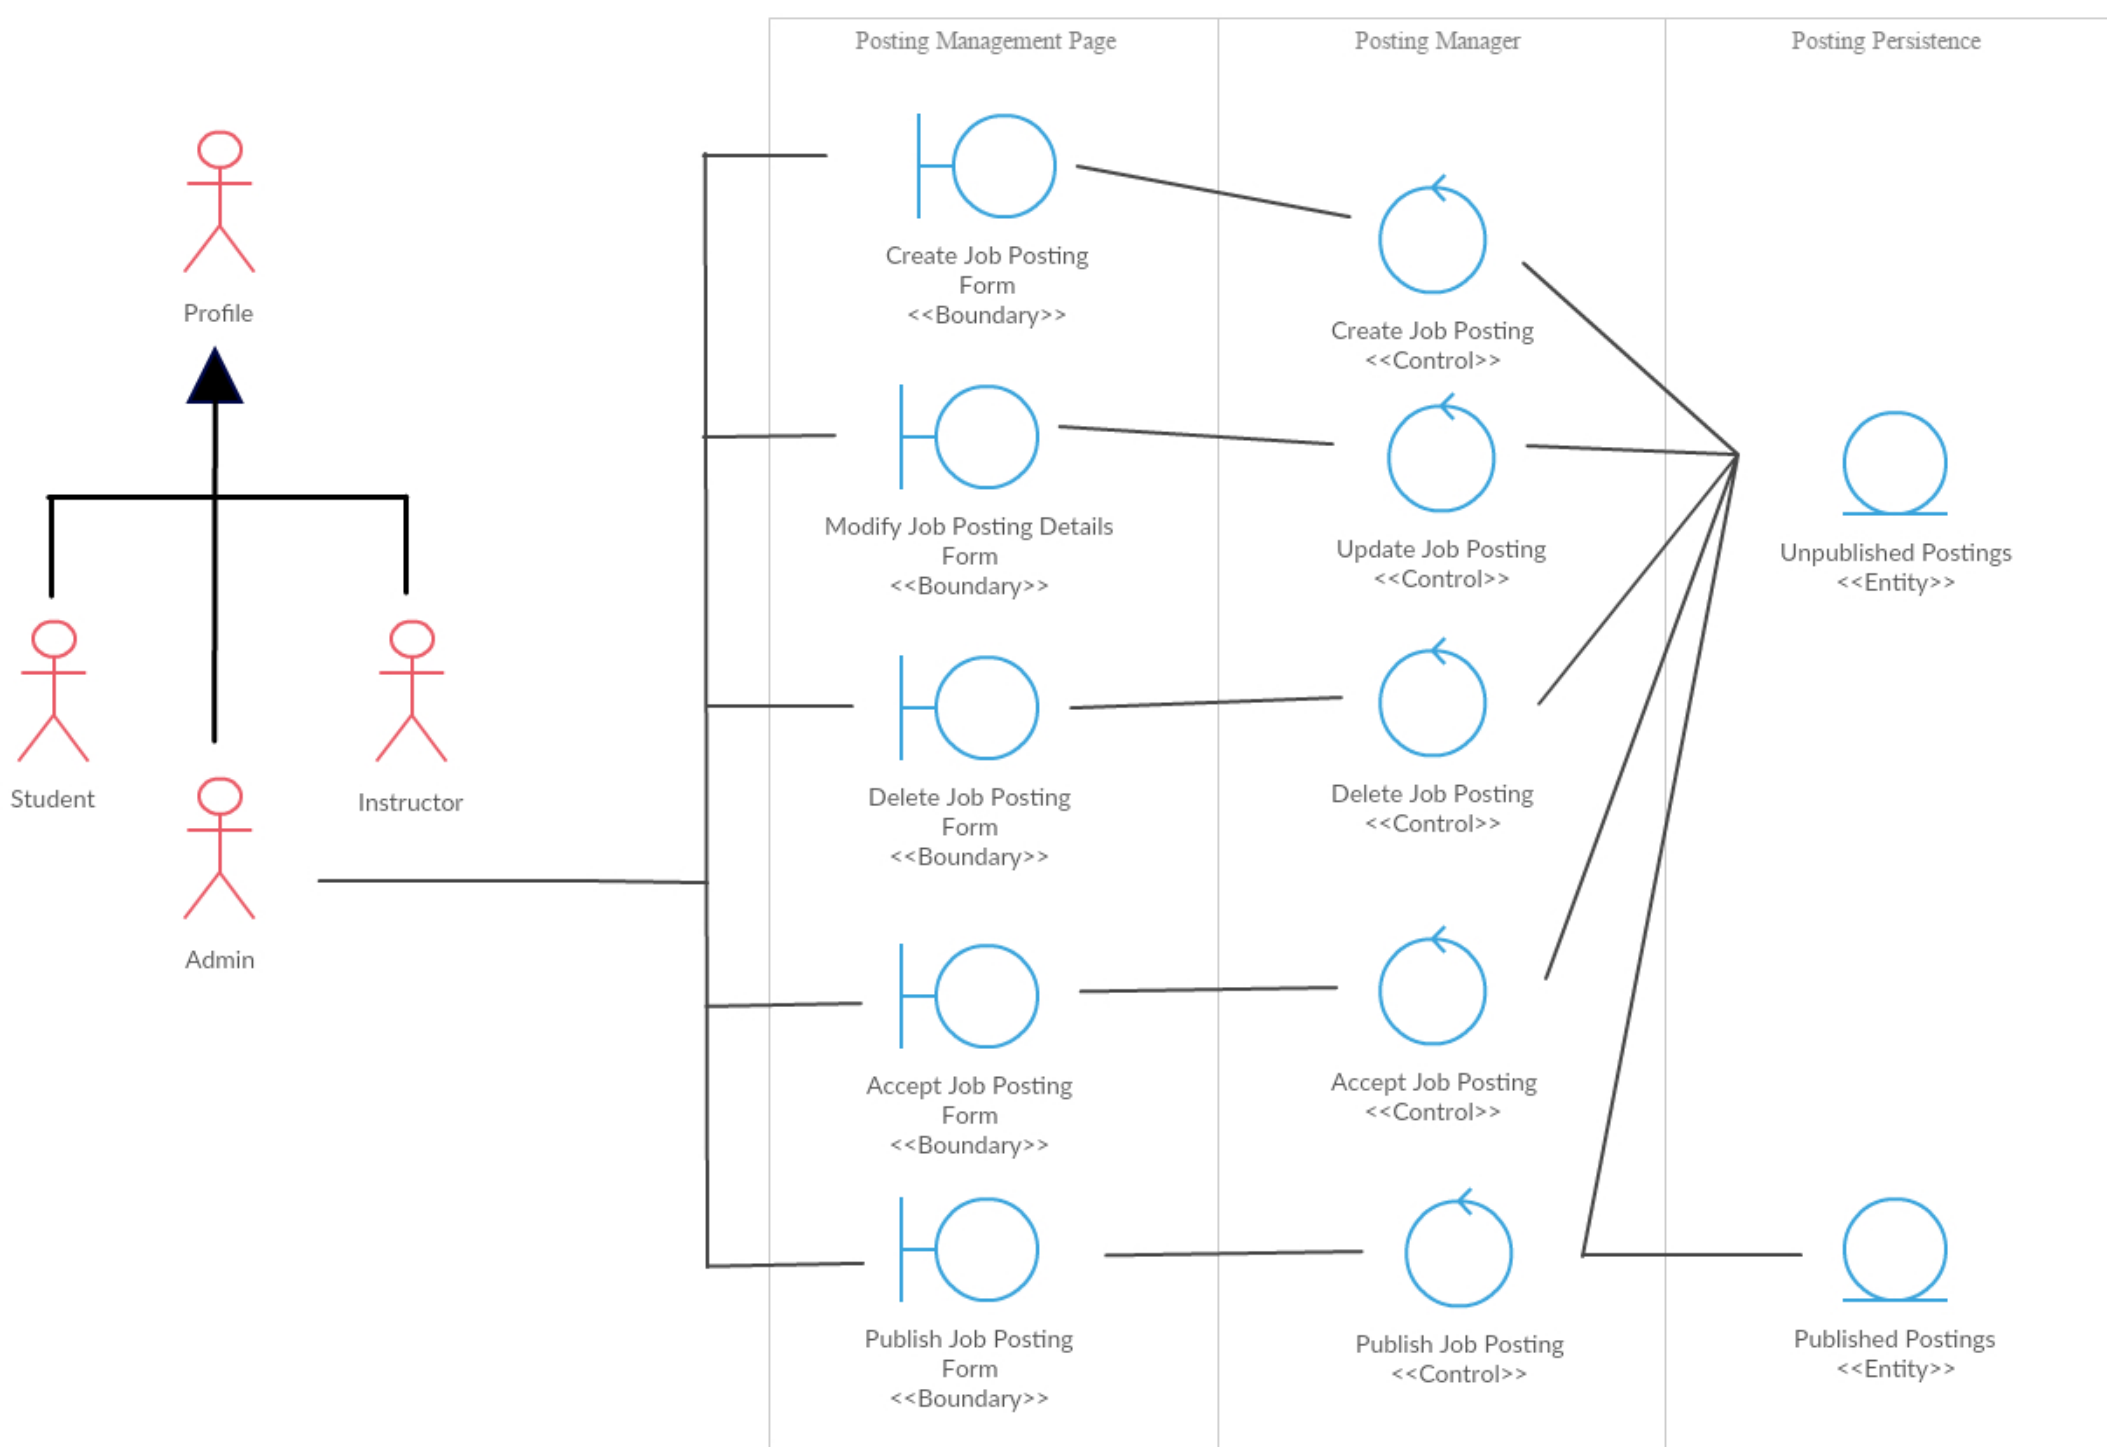 Posting Management Page
Posting Manager
Posting Persistence
Profile
Student
Instructor
Admin
Create Job Posting
Form
<<Boundary>>
Modify Job Posting Details
Form
<<Boundary>>
Delete Job Posting
Form
<<Boundary>>
Accept Job Posting
Form
<<Boundary>>
Publish Job Posting
Form
<<Boundary>>
Create Job Posting
<<Control>>
Update Job Posting
<<Control>>
Delete Job Posting
<<Control>>
Accept Job Posting
<<Control>>
Publish Job Posting
<<Control>>
Unpublished Postings
<<Entity>>
Published Postings
<<Entity>>